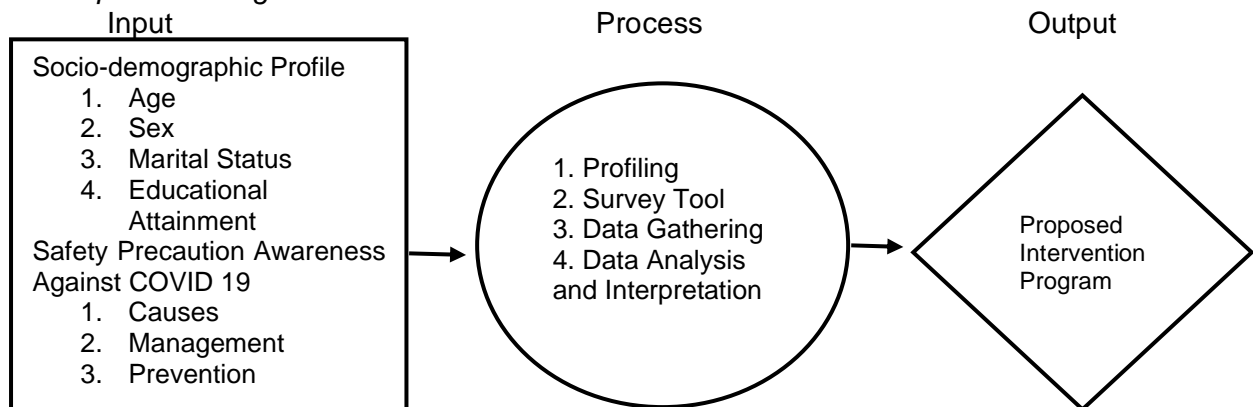 Input
Process
Output
Socio-demographic Profile
1. Age
2. Sex
3. Marital Status
4. Educational
Attainment
Safety Precaution Awareness
Against COVID 19
1. Causes
2. Management
3. Prevention
1. Profiling
2. Survey Tool
3. Data Gathering
4. Data Analysis
and Interpretation
Proposed
Intervention
Program